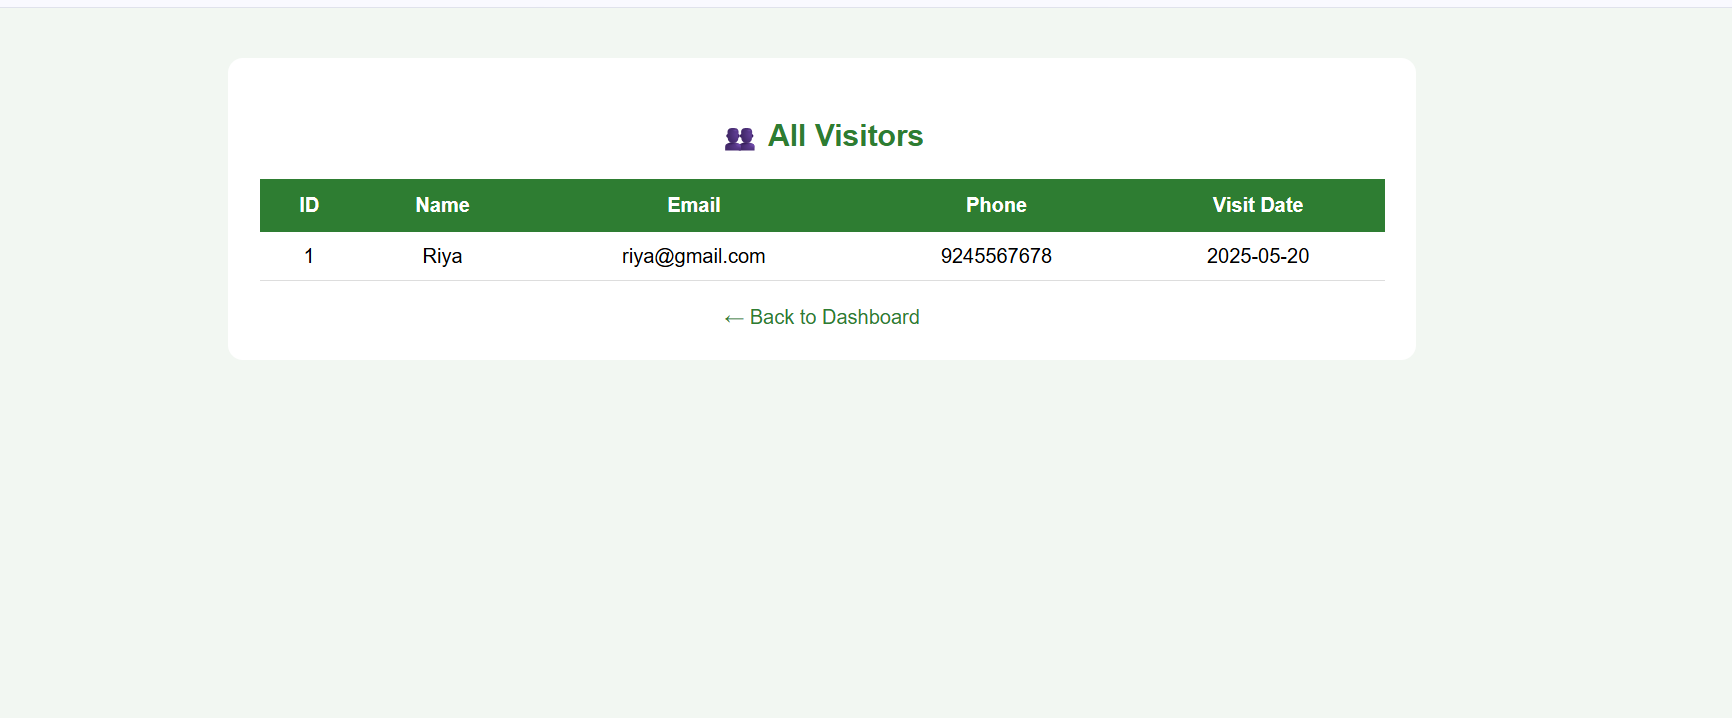 👥 All Visitors
ID Name Email Phone Visit Date
1 Riya riya@gmail.com 9245567678 2025-05-20
← Back to Dashboard